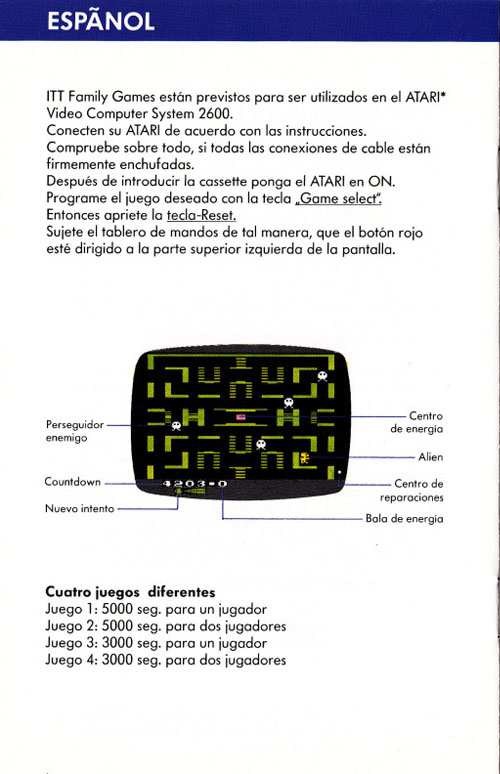 ESPÃNOL
ITT Family Games están previstos para ser utilizados en el ATARI*
Video Computer System 2600.
Conecten su ATARI de acuerdo con las instrucciones.
Compruebe sobre todo, si todas las conexiones de cable están
firmemente enchufadas.
Después de introducir la cassette ponga el ATARI en ON.
Programe el juego deseado con la tecla „Game select“.
Entonces apriete la tecla-Reset.
Sujete el tablero de mandos de tal manera, que el botón rojo
esté dirigido a la parte superior izquierda de la pantalla.
Perseguidor
enemigo
Countdown
Nuevo intento
4203-0
Centro
de energia
Alien
Centro de
reparaciones
Bala de energia
Cuatro juegos diferentes
Juego 1: 5000 seg. para un jugador
Juego 2: 5000 seg. para dos jugadores
Juego 3: 3000 seg. para un jugador
Juego 4: 3000 seg. para dos jugadores